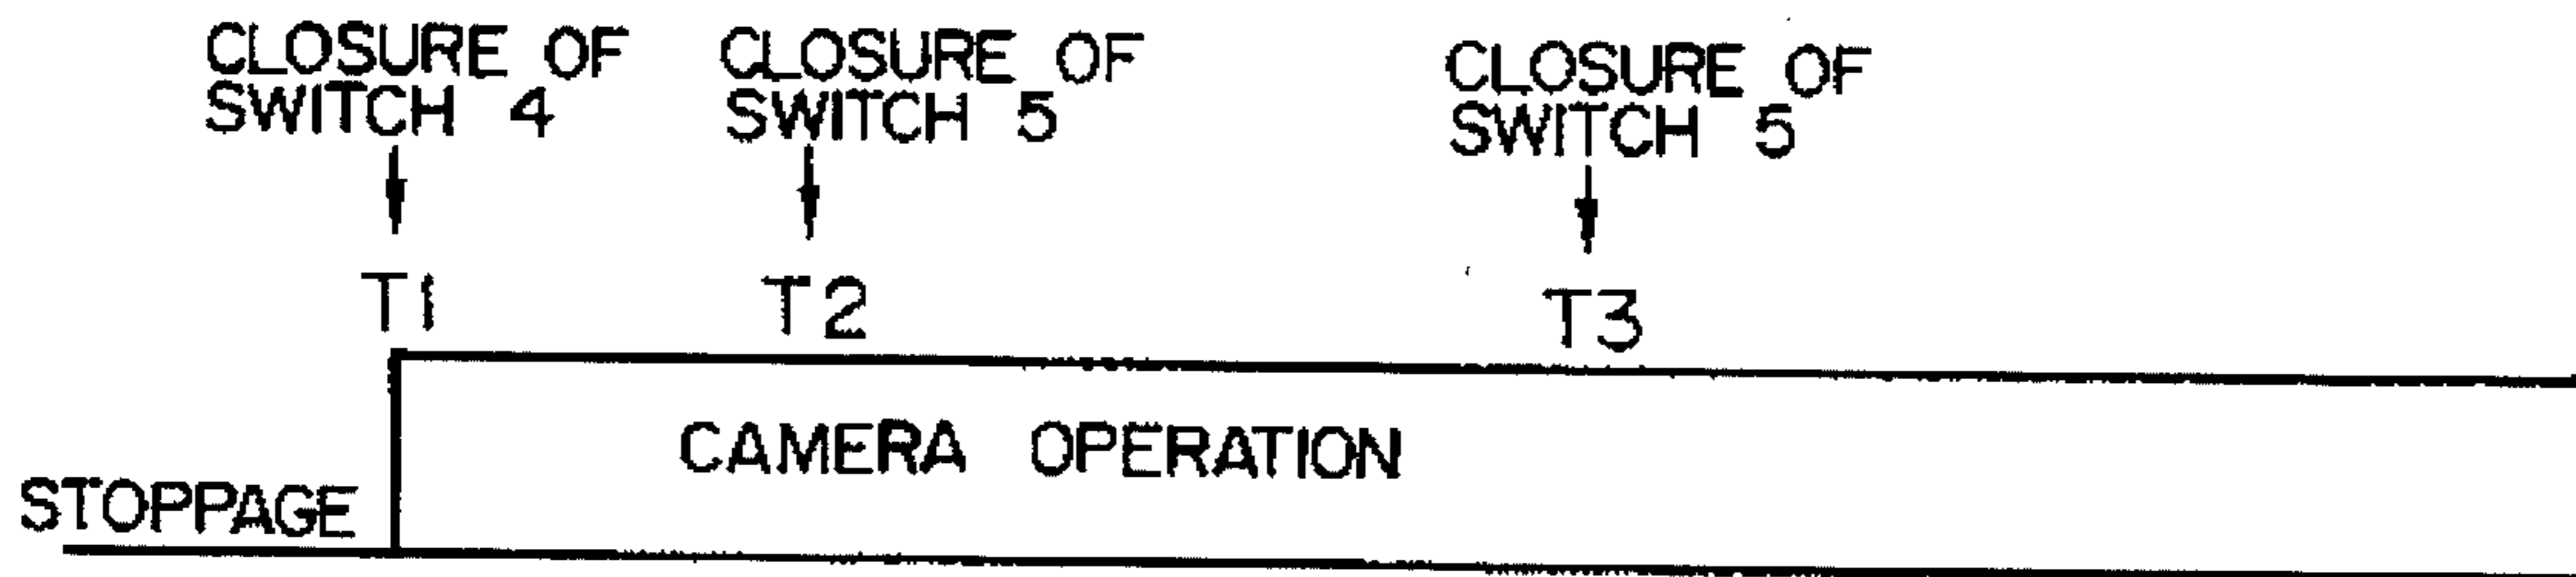 CLOSURE OF
SWITCH 4
CLOSURE OF
SWITCH 5
CLOSURE OF
SWITCH 5
T1
T2
T3
CAMERA OPERATION
STOPPAGE